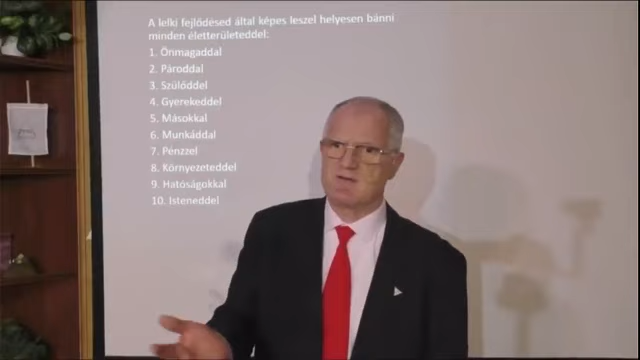 A lelki fejlődésed által képes leszel helyesen bánni
minden életterületeddel:
1. Önmagaddal
2. Pároddal
3. Szülőddel
4. Gyerekeddel
5. Másokkal
6. Munkáddal
7. Pénzzel
8. Környezeteddel
9. Hatóságokkal
10. Isteneddel